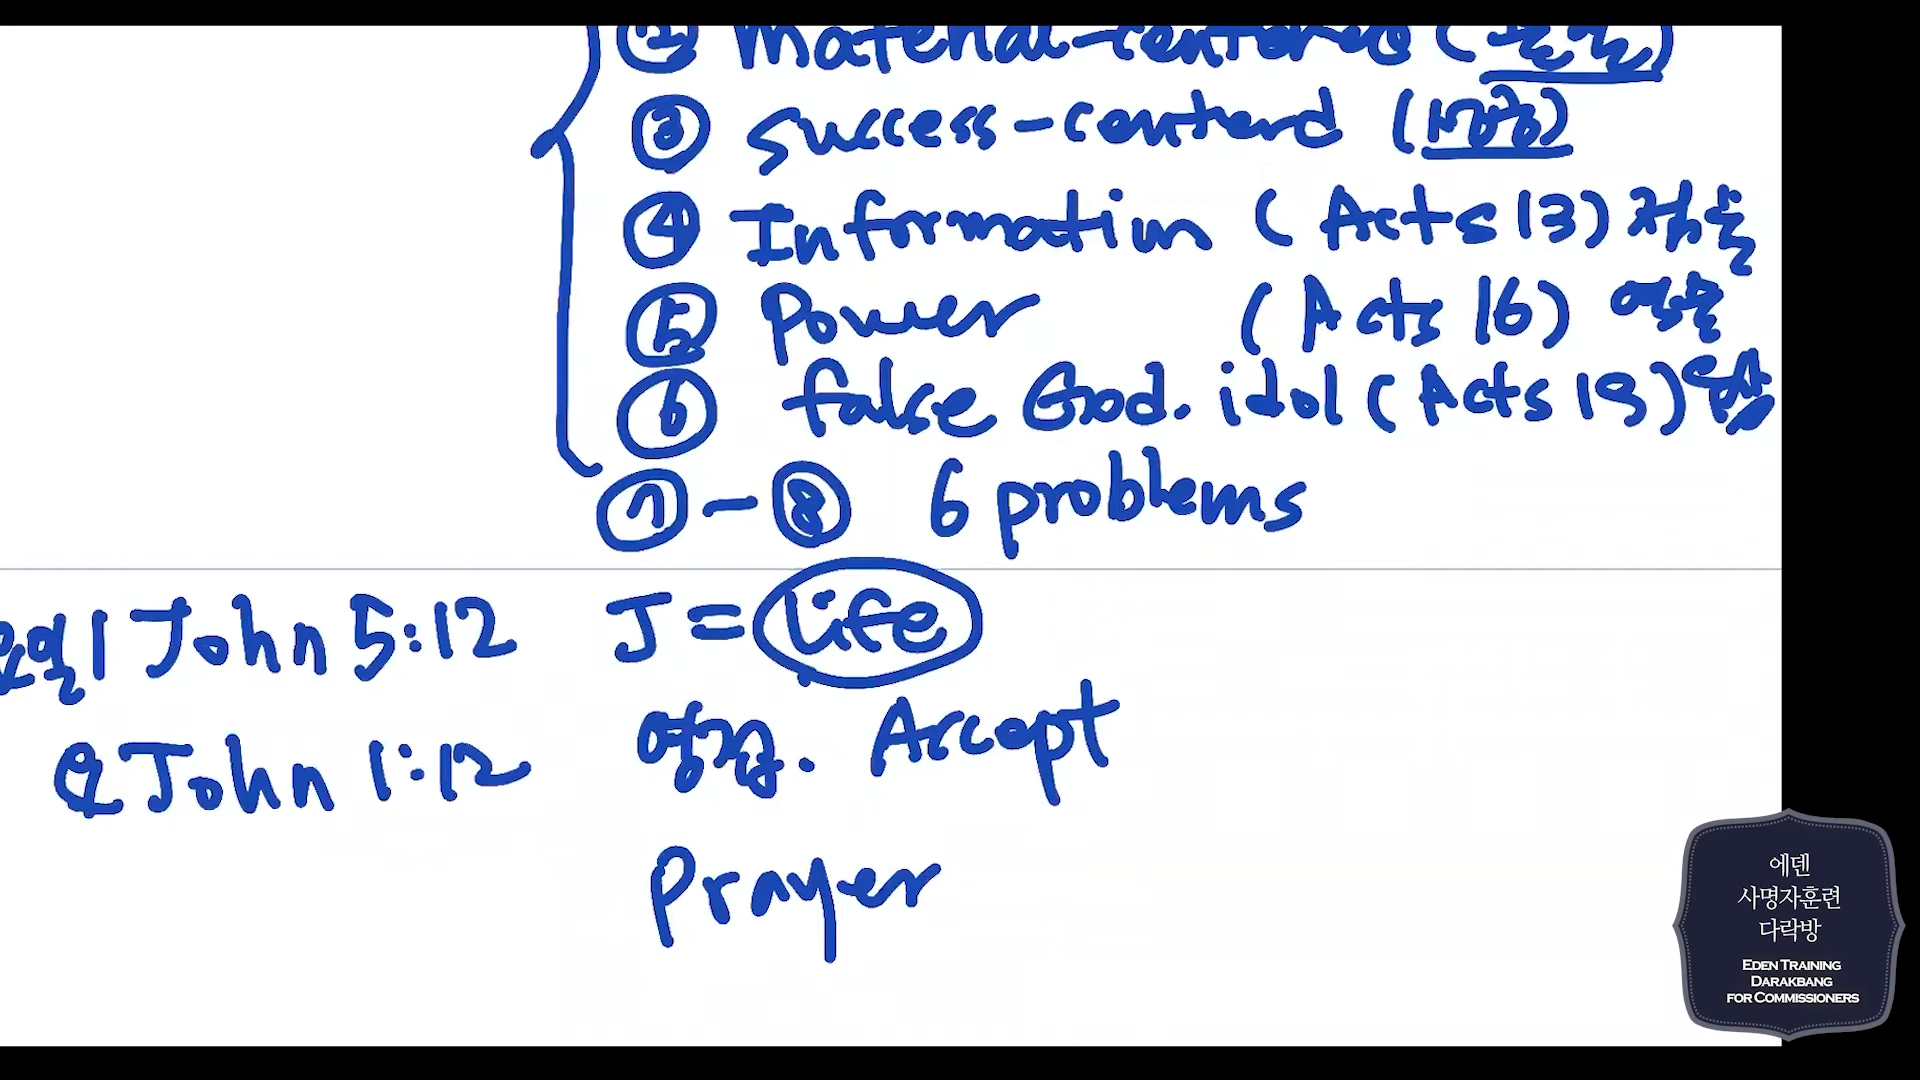 ② material-centered (물질)
③ success-centerd (성공)
④ Information (Acts 13) 점술
⑤ Power (Acts 16)
⑥ false God. idol (Acts 19) 우상
⑦ - ⑧ 6 problems
요일 1 John 5:12 J = Life
요 John 1:12 영접. Accept
Prayer
에덴
사명자훈련
다락방
EDEN TRAINING
DARAKBANG
FOR COMMISSIONERS